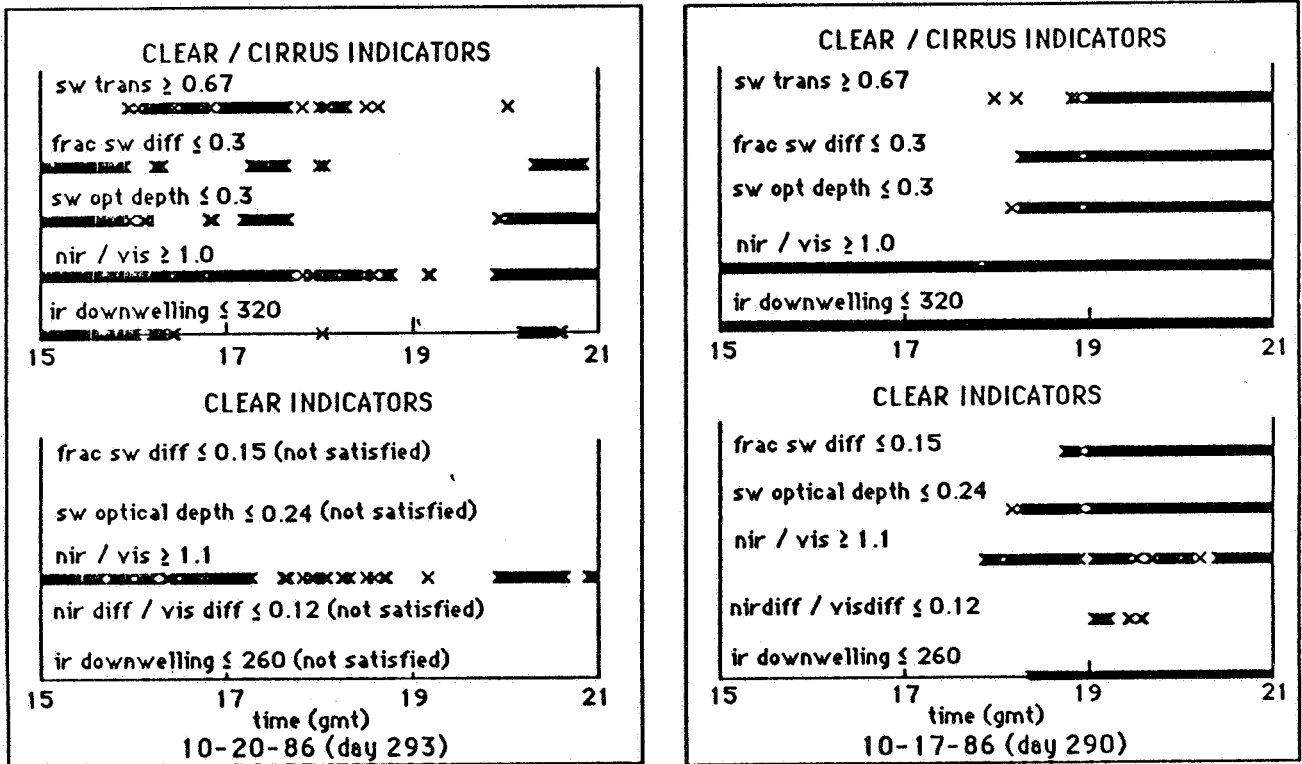 CLEAR / CIRRUS INDICATORS
sw trans ≥ 0.67
frac sw diff ≤ 0.3
sw opt depth ≤ 0.3
nir / vis ≥ 1.0
ir downwelling ≤ 320
15 17 19 21
CLEAR INDICATORS
frac sw diff ≤ 0.15 (not satisfied)
sw optical depth ≤ 0.24 (not satisfied)
nir / vis ≥ 1.1
nir diff / vis diff ≤ 0.12 (not satisfied)
ir downwelling ≤ 260 (not satisfied)
15 17 19 21
time (gmt)
10-20-86 (day 293)
CLEAR / CIRRUS INDICATORS
sw trans ≥ 0.67
frac sw diff ≤ 0.3
sw opt depth ≤ 0.3
nir / vis ≥ 1.0
ir downwelling ≤ 320
15 17 19 21
CLEAR INDICATORS
frac sw diff ≤ 0.15
sw optical depth ≤ 0.24
nir / vis ≥ 1.1
nirdiff / visdiff ≤ 0.12
ir downwelling ≤ 260
15 17 19 21
time (gmt)
10-17-86 (day 290)